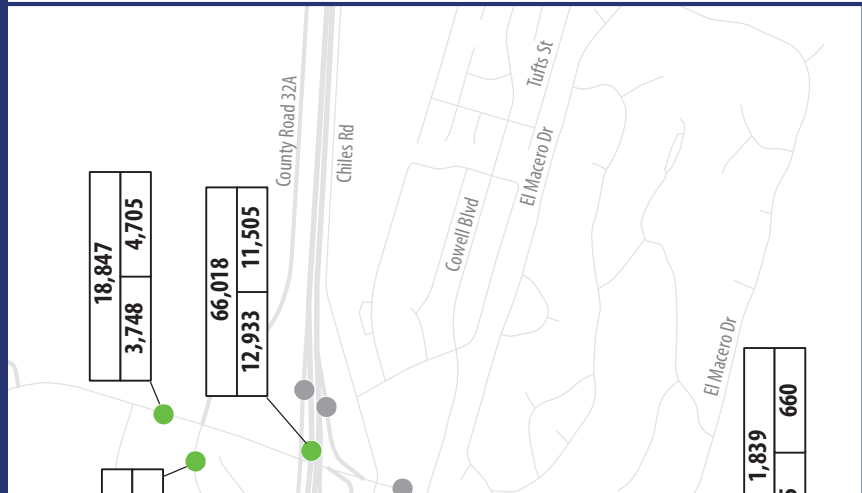 County Road 32A
Chiles Rd
Tufts St
El Macero Dr
Cowell Blvd
El Macero Dr
18,847
3,748 4,705
66,018
12,933 11,505
1,839
660